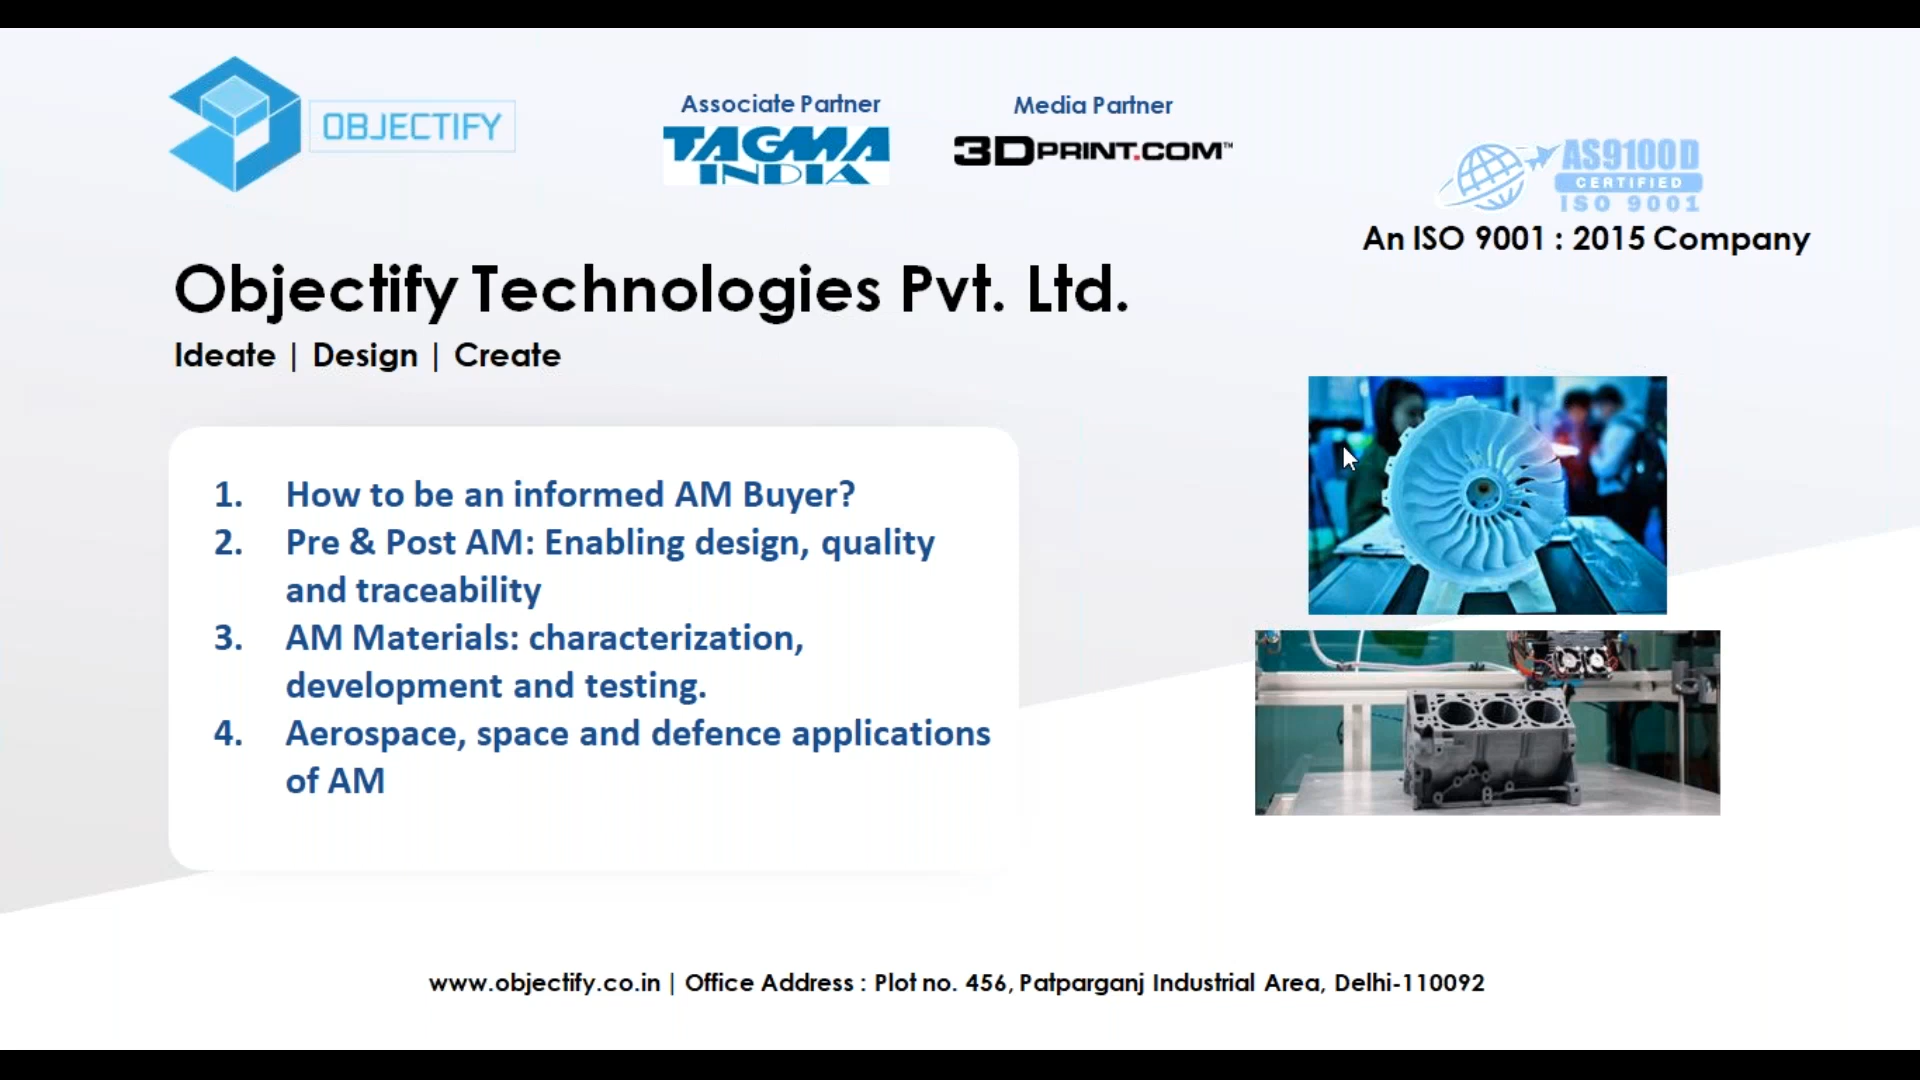 OBJECTIFY
Associate Partner
TAGMA
INDIA
Media Partner
3DPRINT.COM™
AS9100D
CERTIFIED
ISO 9001
An ISO 9001 : 2015 Company
Objectify Technologies Pvt. Ltd.
Ideate | Design | Create
1. How to be an informed AM Buyer?
2. Pre & Post AM: Enabling design, quality
and traceability
3. AM Materials: characterization,
development and testing.
4. Aerospace, space and defence applications
of AM
www.objectify.co.in | Office Address : Plot no. 456, Patparganj Industrial Area, Delhi-110092